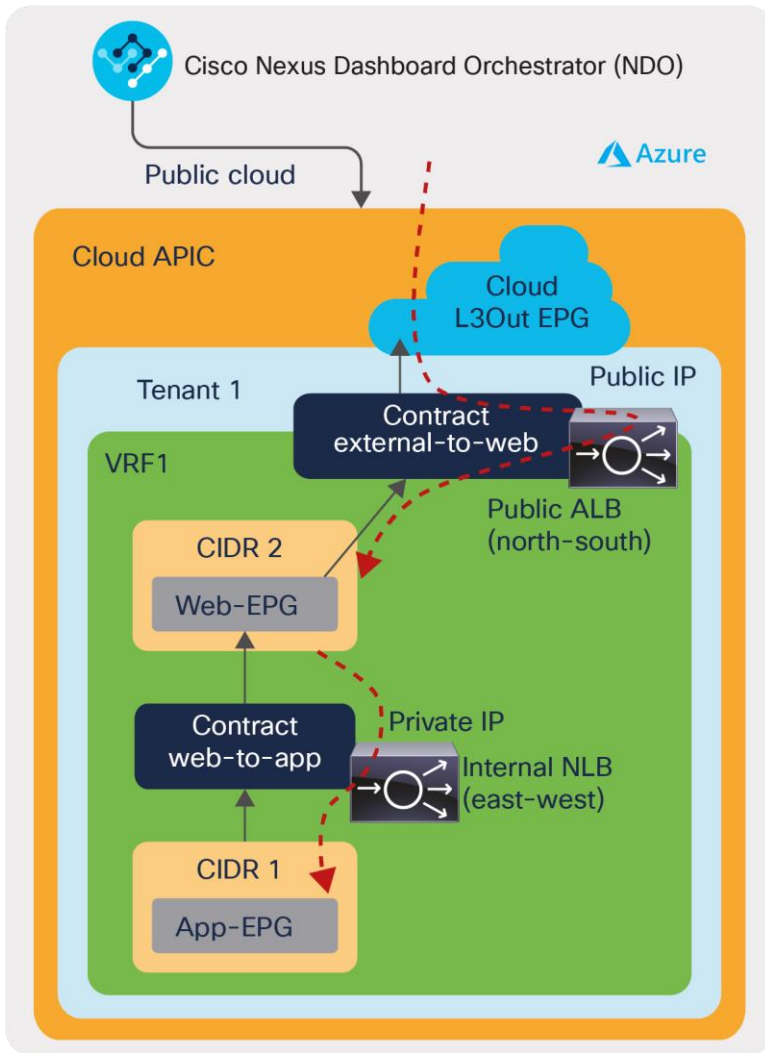 Cisco Nexus Dashboard Orchestrator (NDO)
Public cloud
Azure
Cloud APIC
Cloud
L3Out EPG
Tenant 1
Public IP
Contract
external-to-web
VRF1
Public ALB
(north-south)
CIDR 2
Web-EPG
Contract
web-to-app
Private IP
Internal NLB
(east-west)
CIDR 1
App-EPG